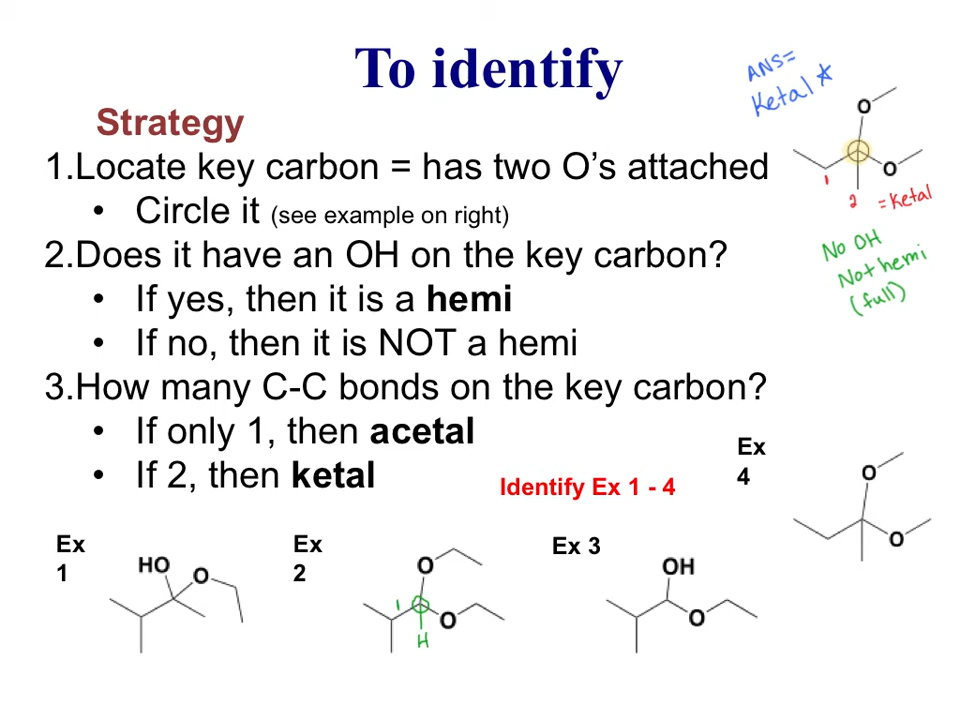 To identify
ANS=
Ketal ★
Strategy
1.Locate key carbon = has two O's attached
• Circle it (see example on right)
2.Does it have an OH on the key carbon?
• If yes, then it is a hemi
• If no, then it is NOT a hemi
3.How many C-C bonds on the key carbon?
• If only 1, then acetal
• If 2, then ketal
O
O
1
2 = Ketal
No OH
Not hemi
(full)
Identify Ex 1 - 4
Ex
4
O
O
Ex
1
HO
O
Ex
2
O
1
O
H
Ex 3
OH
O